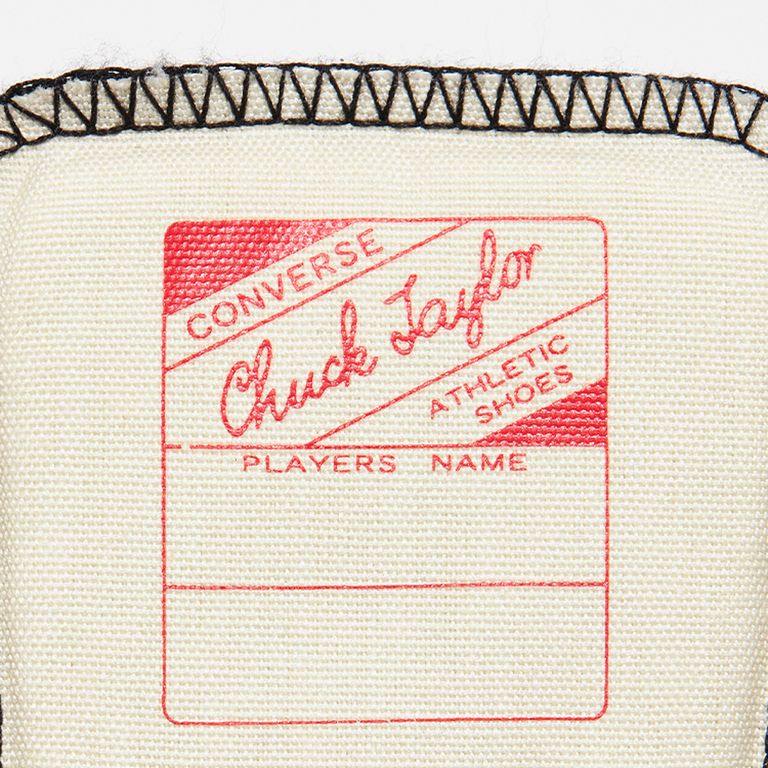 CONVERSE
Chuck Taylor
ATHLETIC
SHOES
PLAYERS NAME